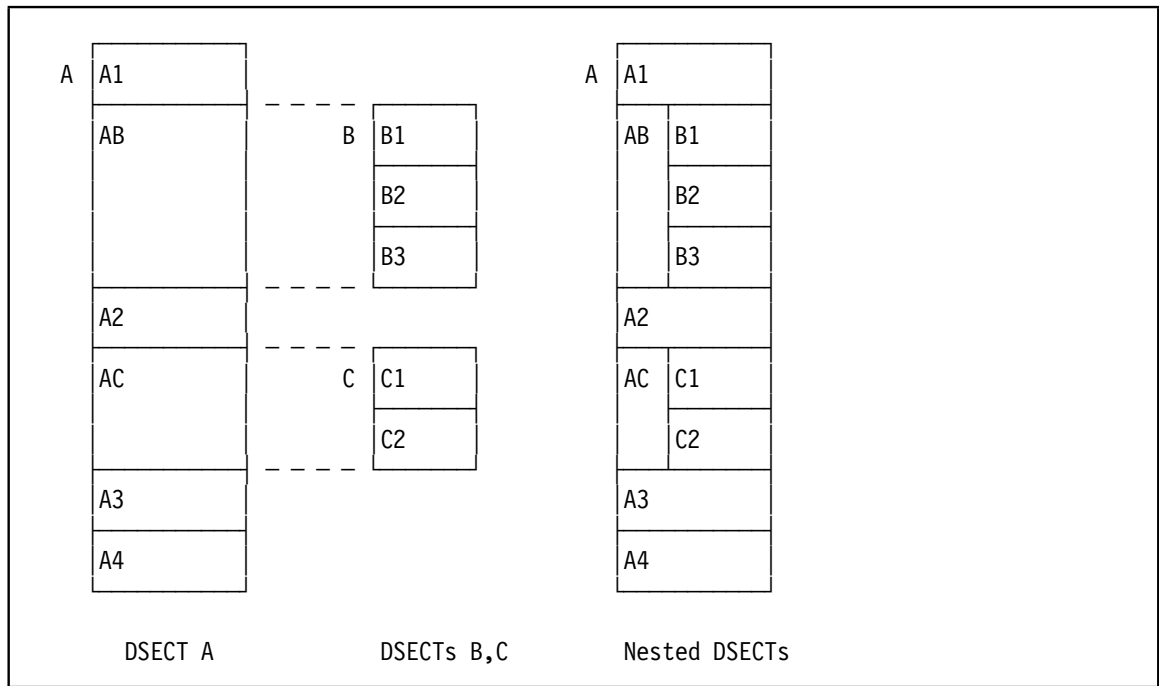 A A1 A A1
AB B B1 AB B1
B2 B2
B3 B3
A2 A2
AC C C1 AC C1
C2 C2
A3 A3
A4 A4
DSECT A DSECTs B,C Nested DSECTs